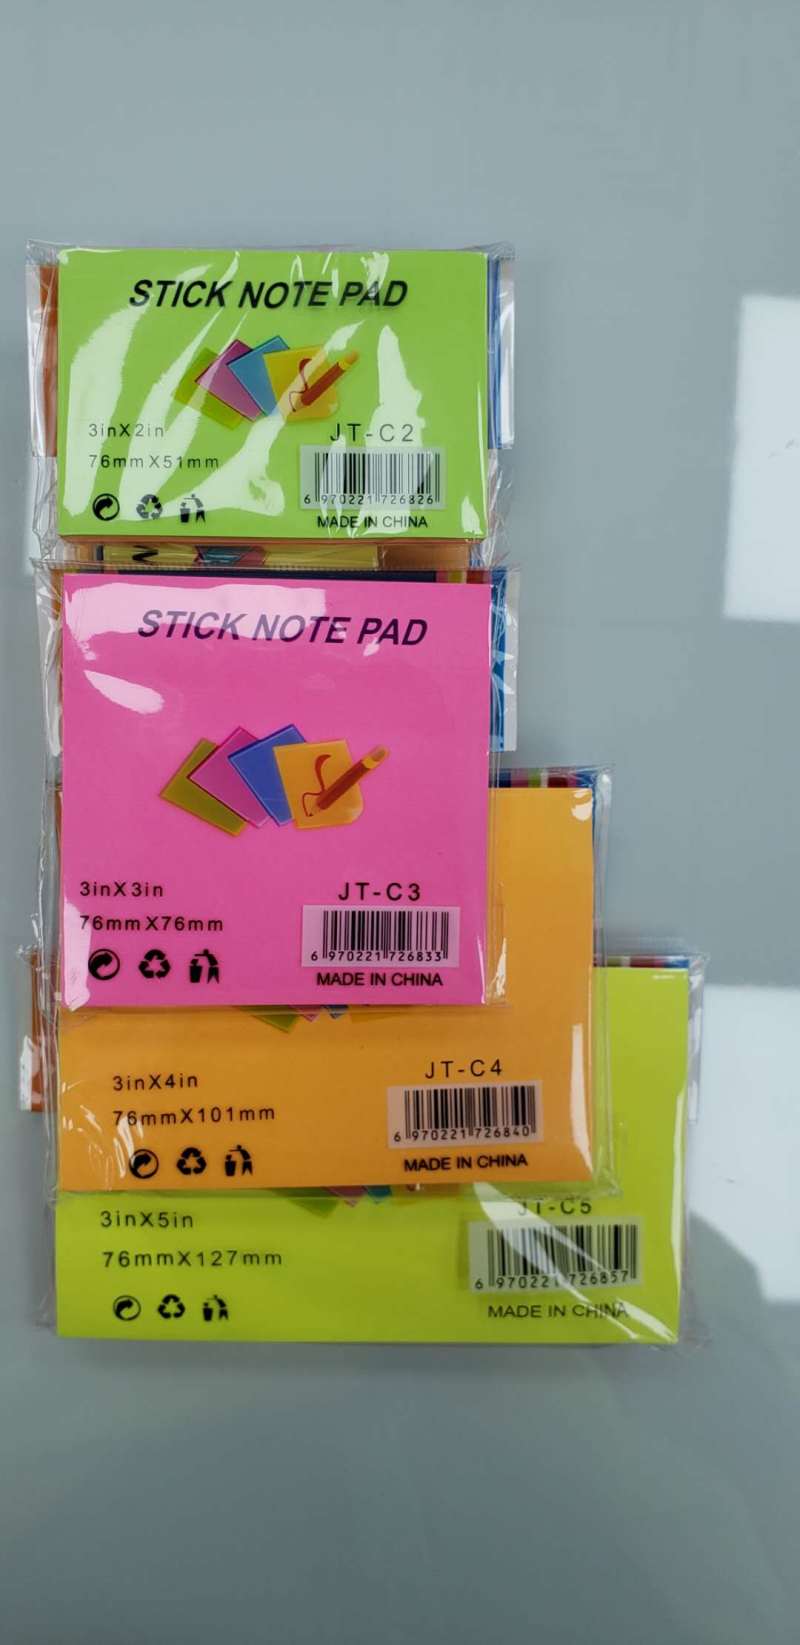 STICK NOTE PAD
3inX2in
76mmX51mm
JT-C2
6 970221 726826
MADE IN CHINA
STICK NOTE PAD
3inX3in
76mmX76mm
JT-C3
6 970221 726833
MADE IN CHINA
3inX4in
76mmX101mm
JT-C4
6 970221 726840
MADE IN CHINA
3inX5in
76mmX127mm
JT-C5
6 970221 726857
MADE IN CHINA